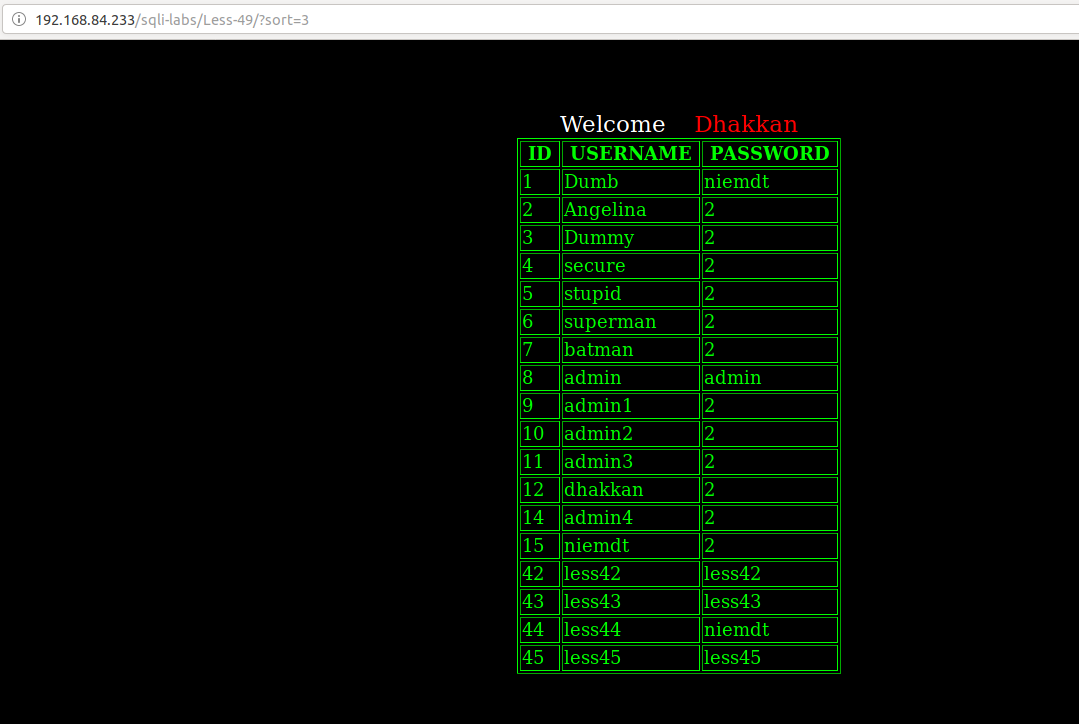 192.168.84.233/sqli-labs/Less-49/?sort=3
Welcome Dhakkan
ID USERNAME PASSWORD
1 Dumb niemdt
2 Angelina 2
3 Dummy 2
4 secure 2
5 stupid 2
6 superman 2
7 batman 2
8 admin admin
9 admin1 2
10 admin2 2
11 admin3 2
12 dhakkan 2
14 admin4 2
15 niemdt 2
42 less42 less42
43 less43 less43
44 less44 niemdt
45 less45 less45